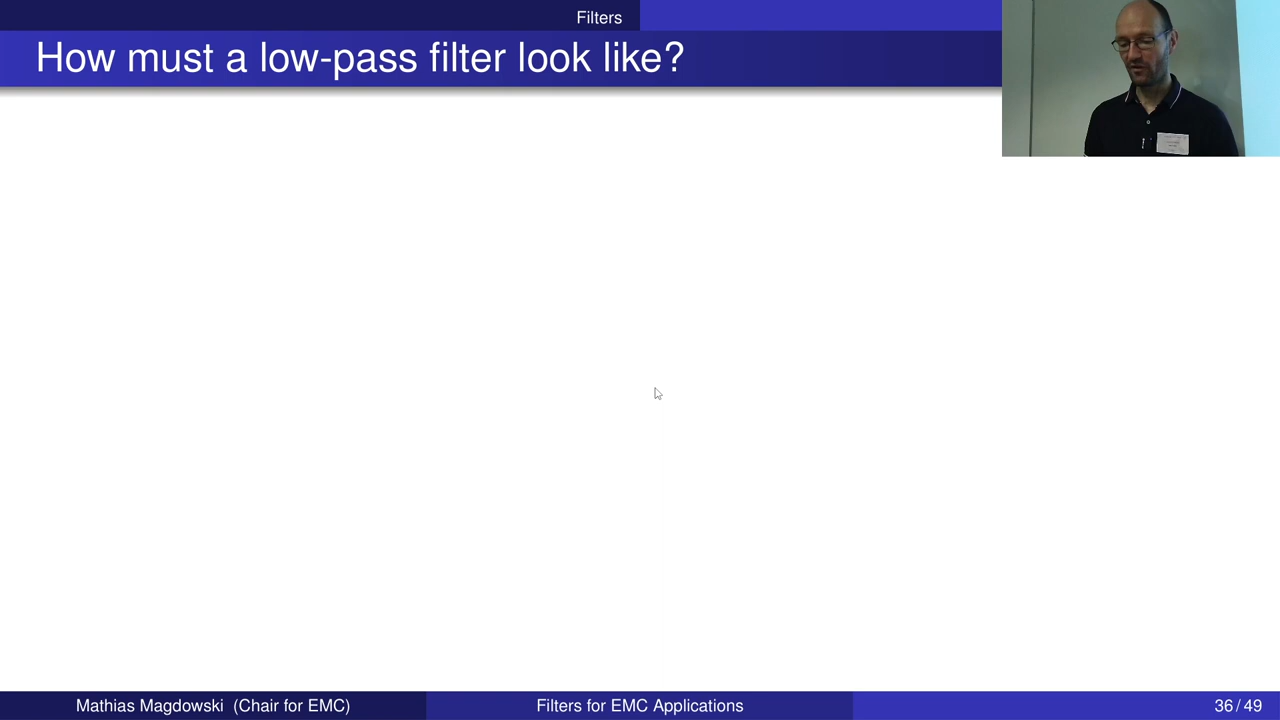 Filters
How must a low-pass filter look like?
Mathias Magdowski (Chair for EMC)
Filters for EMC Applications
36 / 49